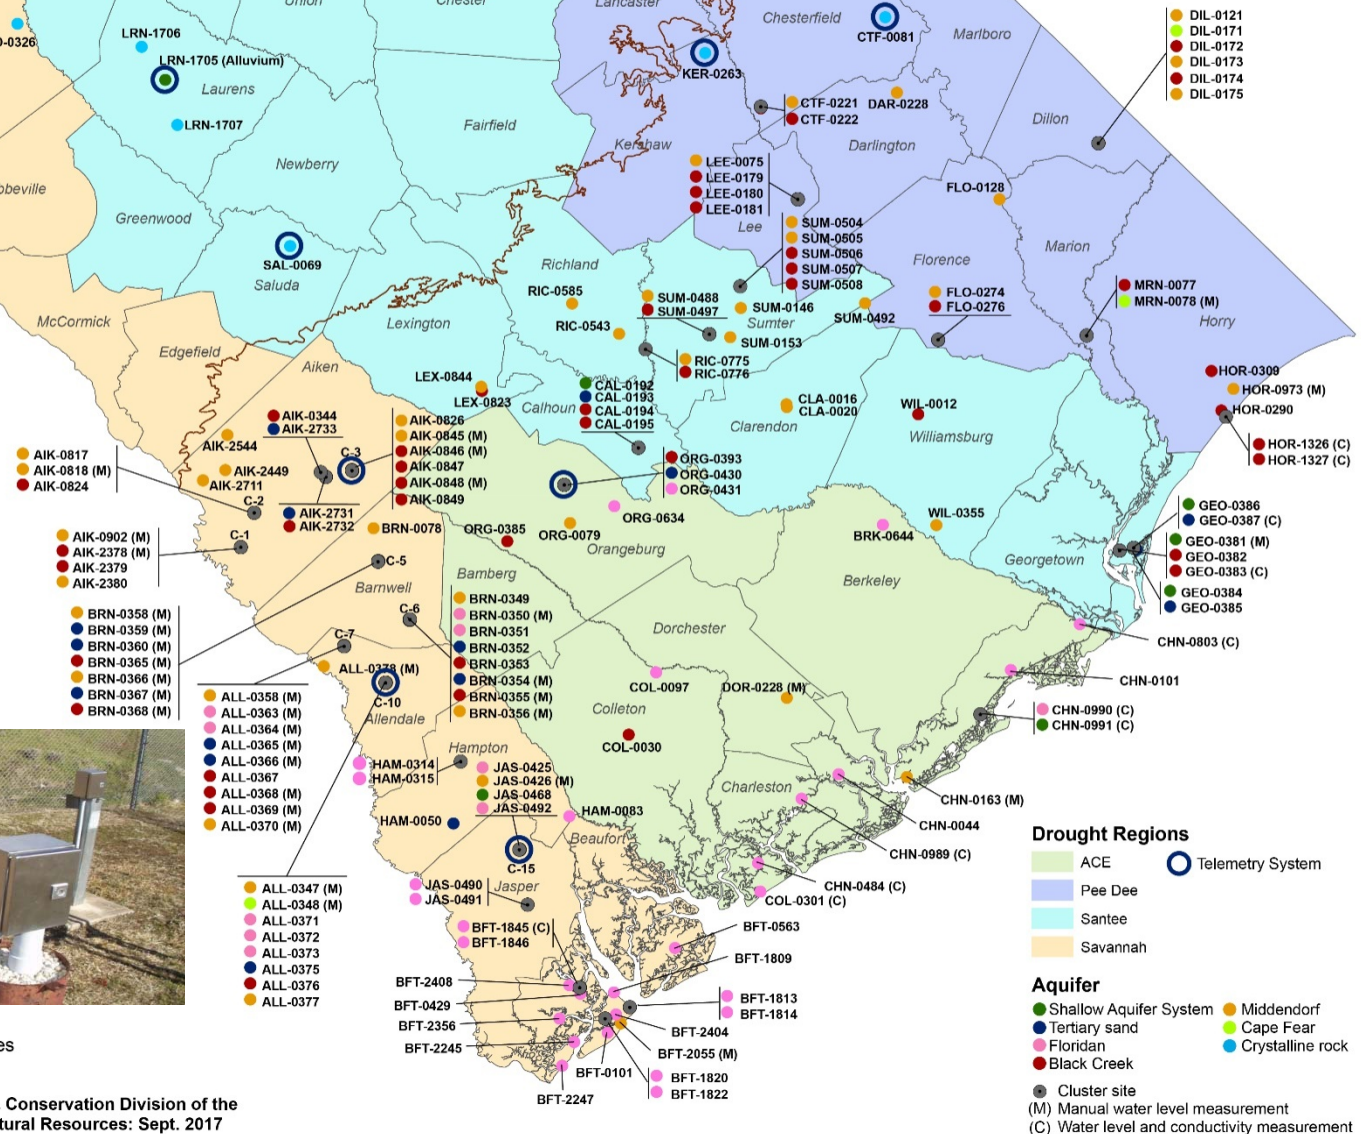 Union
Chester
Lancaster
Chesterfield
Marlboro
0-0326
LRN-1706
LRN-1705 (Alluvium)
Laurens
LRN-1707
Fairfield
KER-0263
CTF-0081
DIL-0121
DIL-0171
DIL-0172
DIL-0173
DIL-0174
DIL-0175
CTF-0221
CTF-0222
DAR-0228
Dillon
Kershaw
Darlington
Newberry
LEE-0075
LEE-0179
LEE-0180
LEE-0181
Lee
FLO-0128
bbeville
Greenwood
SAL-0069
Saluda
Richland
SUM-0504
SUM-0505
SUM-0506
SUM-0507
SUM-0508
Marion
Florence
MRN-0077
MRN-0078 (M)
Horry
McCormick
Edgefield
Aiken
Lexington
RIC-0585
RIC-0543
SUM-0488
SUM-0497
SUM-0146
Sumter
SUM-0153
SUM-0492
FLO-0274
FLO-0276
RIC-0775
RIC-0776
LEX-0844
LEX-0823
Calhoun
CAL-0192
CAL-0193
CAL-0194
CAL-0195
CLA-0016
CLA-0020
Clarendon
WIL-0012
Williamsburg
HOR-0309
HOR-0973 (M)
HOR-0290
HOR-1326 (C)
HOR-1327 (C)
AIK-0344
AIK-2733
AIK-2544
AIK-2449
AIK-2711
C-3
C-2
AIK-0826
AIK-0845 (M)
AIK-0846 (M)
AIK-0847
AIK-0848 (M)
AIK-0849
AIK-0817
AIK-0818 (M)
AIK-0824
AIK-2731
AIK-2732
BRN-0078
ORG-0393
ORG-0430
ORG-0431
ORG-0634
ORG-0385
ORG-0079
Orangeburg
BRK-0644
WIL-355
Georgetown
GEO-0386
GEO-0387 (C)
GEO-0381 (M)
GEO-0382
GEO-0383 (C)
GEO-0384
GEO-0385
AIK-0902 (M)
AIK-2378 (M)
AIK-2379
AIK-2380
C-1
C-5
Barnwell
Bamberg
Berkeley
BRN-0358 (M)
BRN-0359 (M)
BRN-0360 (M)
BRN-0365 (M)
BRN-0366 (M)
BRN-0367 (M)
BRN-0368 (M)
C-6
C-7
BRN-0349
BRN-0350 (M)
BRN-0351
BRN-0352
BRN-0353
BRN-0354 (M)
BRN-0355 (M)
BRN-0356 (M)
Dorchester
CHN-0803 (C)
CHN-0101
ALL-0378 (M)
C-10
Allendale
COL-0097
Colleton
COL-0030
DOR-0228 (M)
CHN-0990 (C)
CHN-0991 (C)
ALL-0358 (M)
ALL-0363 (M)
ALL-0364 (M)
ALL-0365 (M)
ALL-0366 (M)
ALL-0367
ALL-0368 (M)
ALL-0369 (M)
ALL-0370 (M)
Hampton
HAM-0314
HAM-0315
HAM-0050
JAS-0425
JAS-0426 (M)
JAS-0468
JAS-0492
HAM-0083
C-15
Charleston
CHN-0163 (M)
CHN-0044
CHN-0989 (C)
CHN-0484 (C)
COL-0301 (C)
Beaufort
Jasper
JAS-0490
JAS-0491
ALL-0347 (M)
ALL-0348 (M)
ALL-0371
ALL-0372
ALL-0373
ALL-0375
ALL-0376
ALL-0377
BFT-1845 (C)
BFT-1846
BFT-0563
BFT-1809
BFT-2408
BFT-0429
BFT-2356
BFT-2245
BFT-1813
BFT-1814
BFT-2404
BFT-2055 (M)
BFT-0101
BFT-1820
BFT-1822
BFT-2247
Drought Regions
ACE
Pee Dee
Santee
Savannah
Telemetry System
Aquifer
Shallow Aquifer System
Tertiary sand
Floridan
Black Creek
Middendorf
Cape Fear
Crystalline rock
Cluster site
(M) Manual water level measurement
(C) Water level and conductivity measurement
es
Conservation Division of the
tural Resources: Sept. 2017